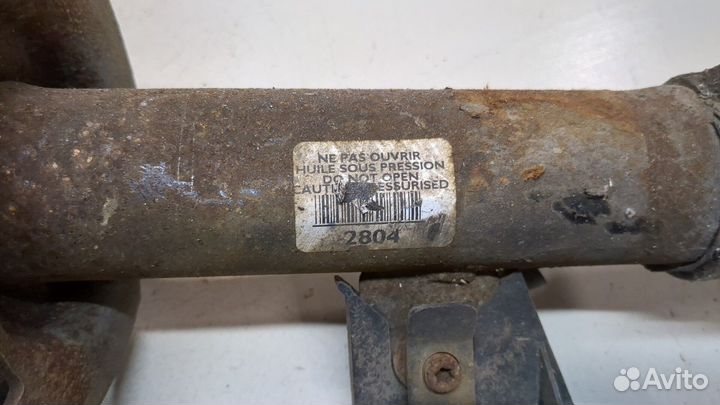 NE PAS OUVRIR
HUILE SOUS PRESSION
DO NOT OPEN
2804
Avito